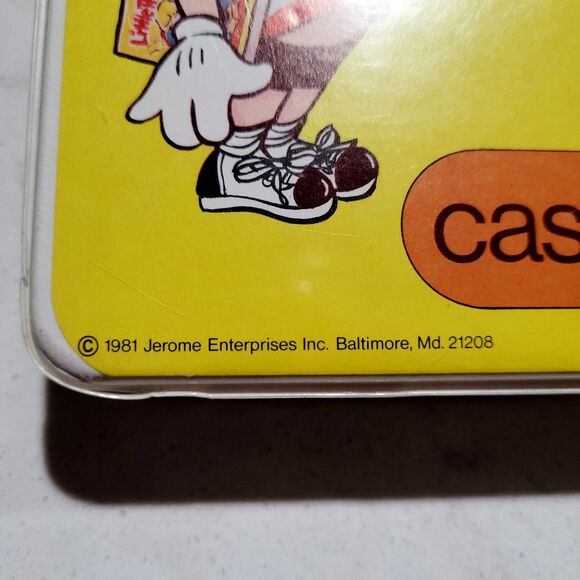 cas
© 1981 Jerome Enterprises Inc. Baltimore, Md. 21208